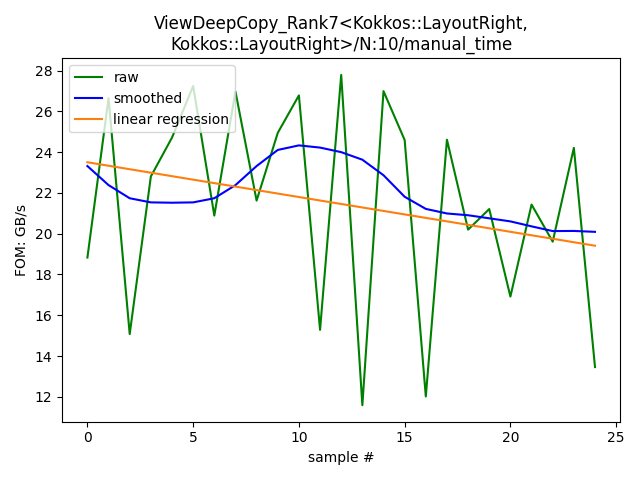 ViewDeepCopy_Rank7<Kokkos::LayoutRight,
Kokkos::LayoutRight>/N:10/manual_time
raw
smoothed
linear regression
FOM: GB/s
28
26
24
22
20
18
16
14
12
0
5
10
15
20
25
sample #